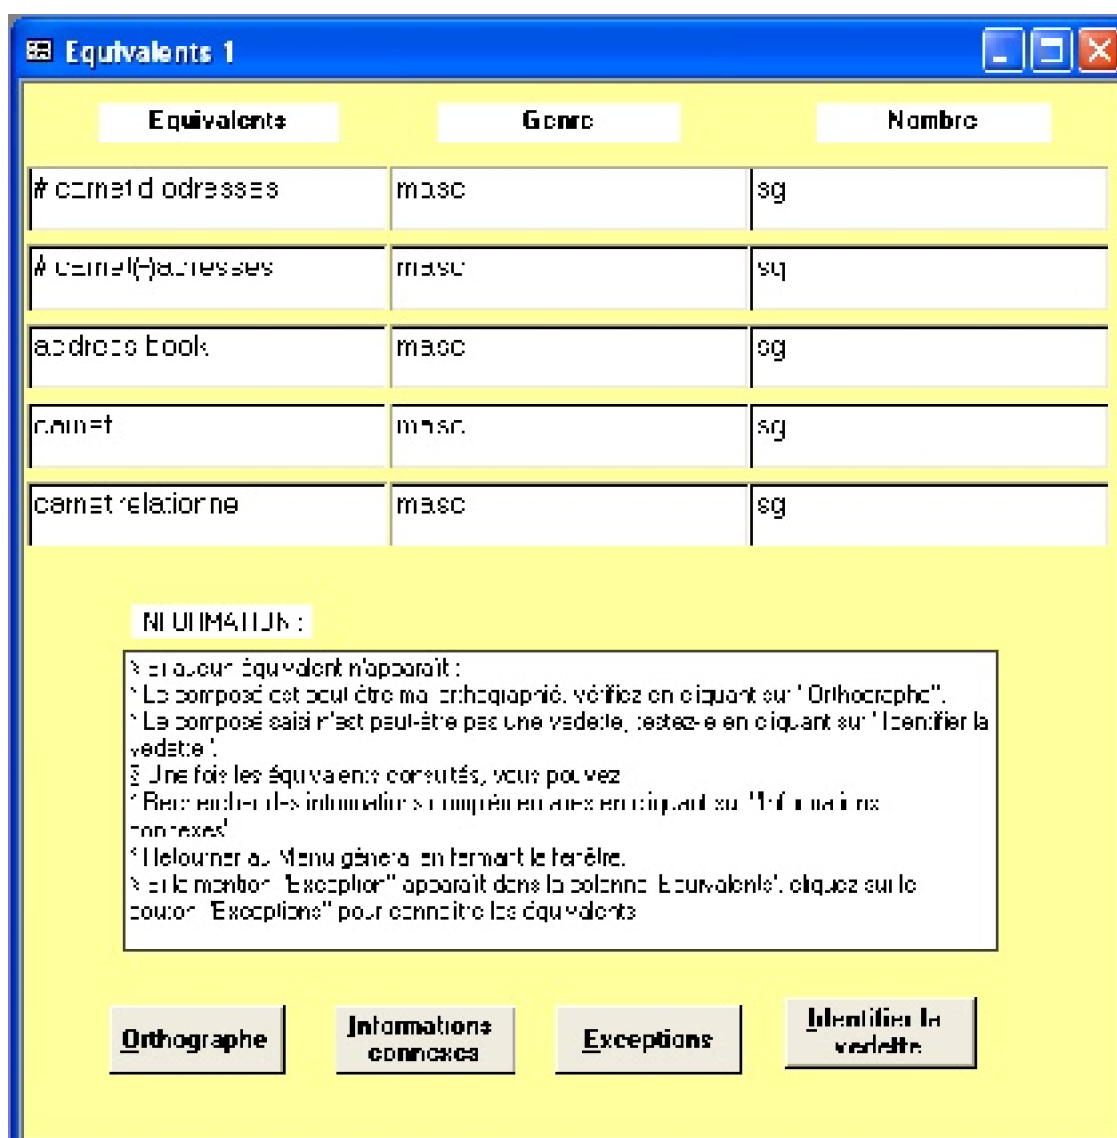 Equivalents 1
Equivalents Genre Nombre
# carnet d'adresses masc sg
# carnet(-)adresses masc sg
address book masc sg
carnet masc sg
carnet relationnel masc sg
INFORMATION :
§ Si aucun équivalent n'apparaît :
* Le composé est peut-être mal orthographié, vérifiez en cliquant sur "Orthographe".
* Le composé saisi n'est peut-être pas une vedette, testez-le en cliquant sur "Identifier la
vedette".
§ Une fois les équivalents consultés, vous pouvez
* Rechercher des informations complémentaires en cliquant sur "Informations
connexes"
* Retourner au Menu général en fermant la fenêtre.
§ Si la mention "Exception" apparaît dans la colonne "Equivalents", cliquez sur le
bouton "Exceptions" pour connaître les équivalents
Orthographe Informations Exceptions Identifier la
connexes vedette